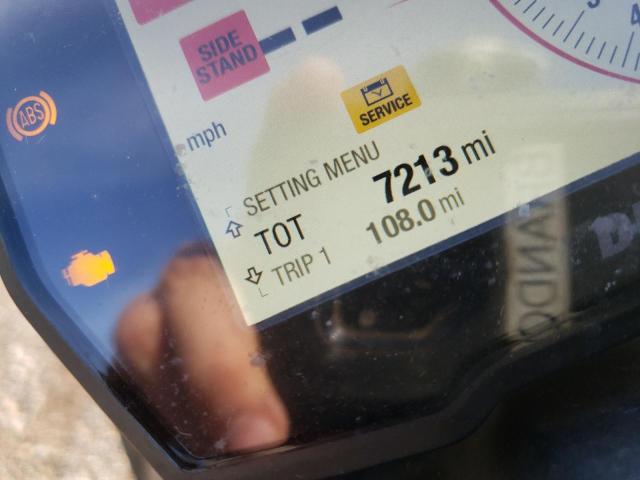 SIDE
STAND
ABS
SERVICE
mph
SETTING MENU
TOT 7213 mi
TRIP 1 108.0 mi